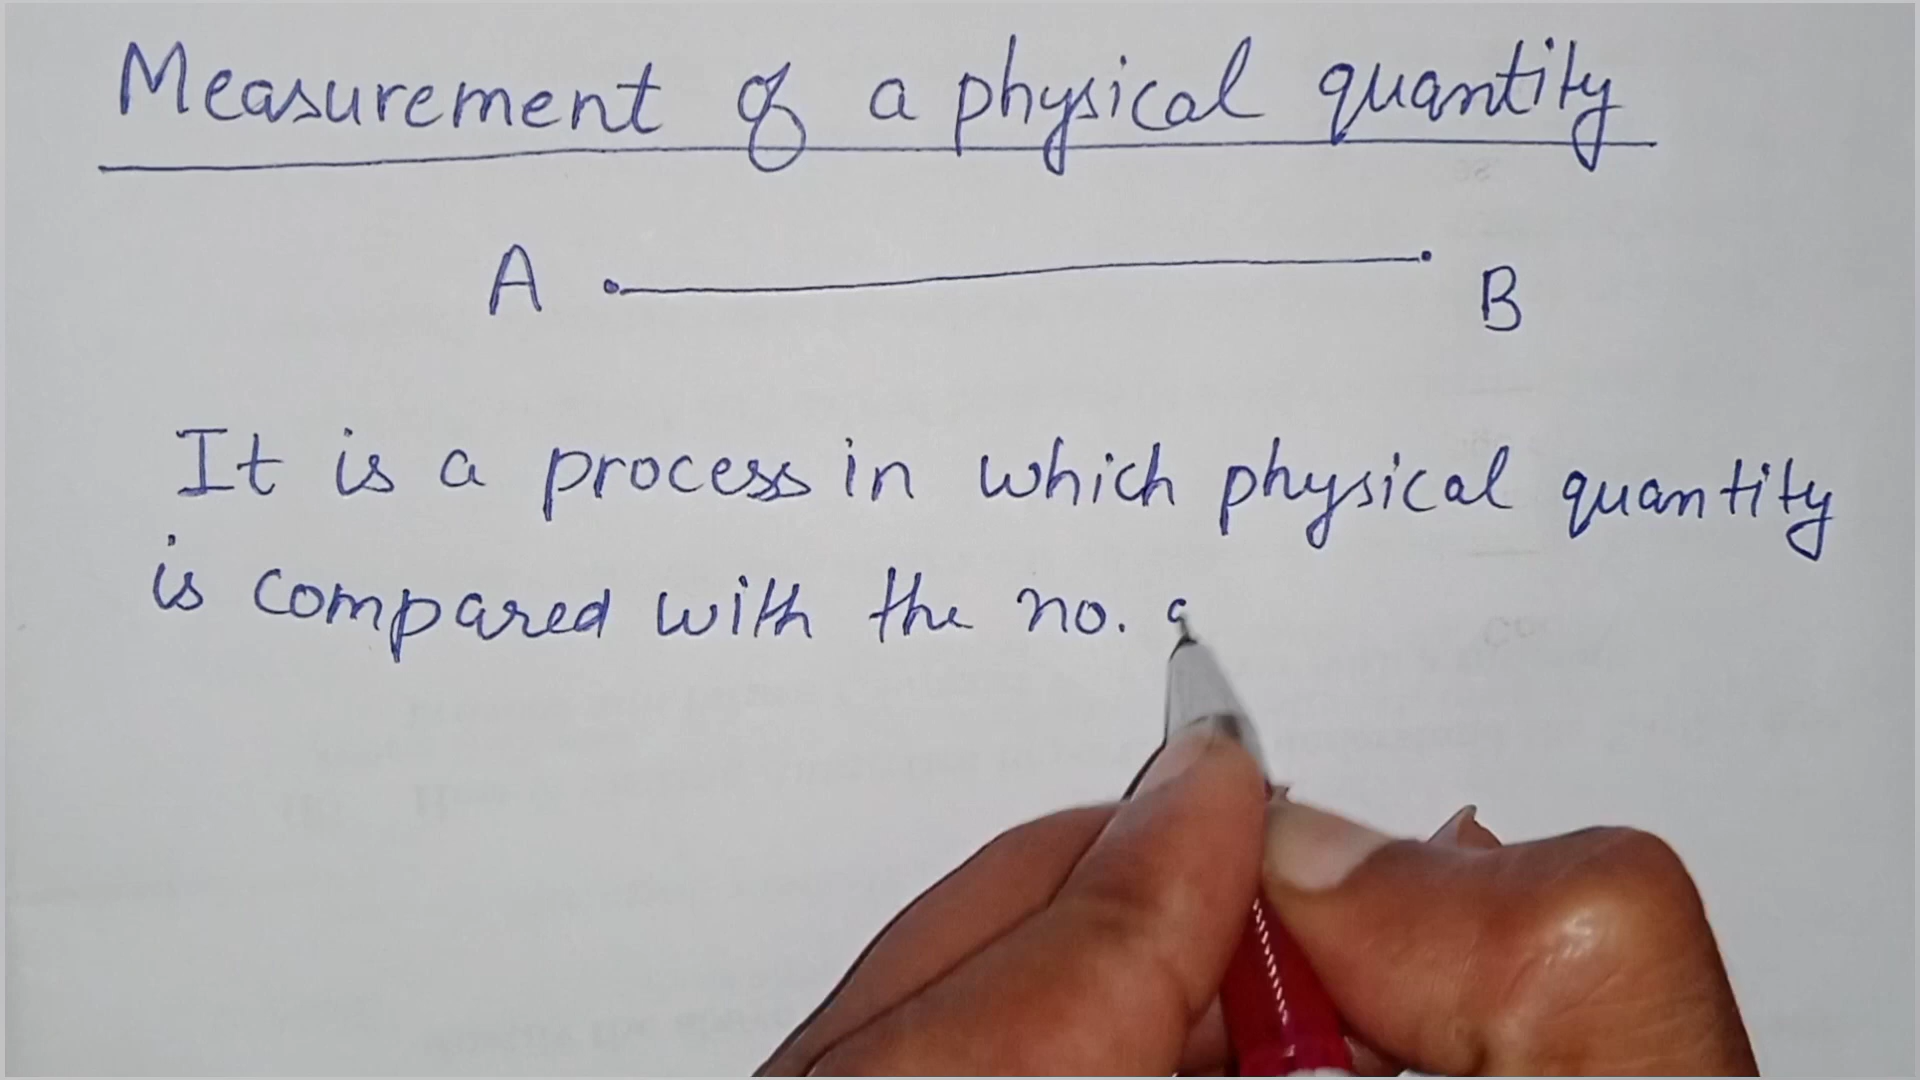 Measurement of a physical quantity
A B
It is a process in which physical quantity
is compared with the no.